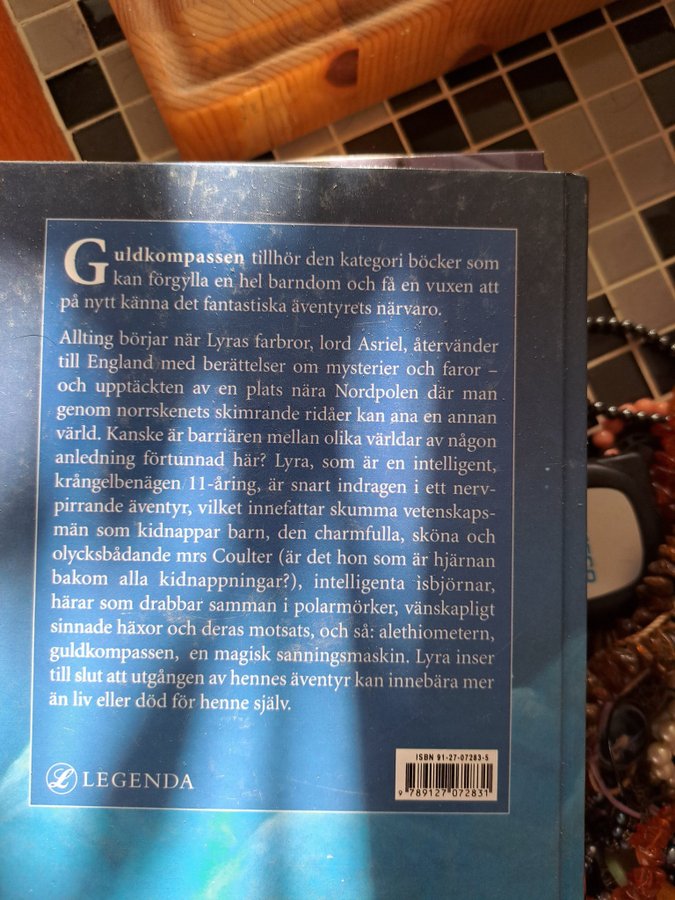 Guldkompassen tillhör den kategori böcker som
kan förgylla en hel barndom och få en vuxen att
på nytt känna det fantastiska äventyrets närvaro.
Allting börjar när Lyras farbror, lord Asriel, återvänder
till England med berättelser om mysterier och faror –
och upptäckten av en plats nära Nordpolen där man
genom norrskenets skimrande ridåer kan ana en annan
värld. Kanske är barriären mellan olika världar av någon
anledning förtunnad här? Lyra, som är en intelligent,
krångelbenägen 11-åring, är snart indragen i ett nerv-
pirrande äventyr, vilket innefattar skumma vetenskaps-
män som kidnappar barn, den charmfulla, sköna och
olycksbådande mrs Coulter (är det hon som är hjärnan
bakom alla kidnappningar?), intelligenta isbjörnar,
härar som drabbar samman i polarmörker, vänskapligt
sinnade häxor och deras motsats, och så: alethiometern,
guldkompassen, en magisk sanningsmaskin. Lyra inser
till slut att utgången av hennes äventyr kan innebära mer
än liv eller död för henne själv.
L LEGENDA
ISBN 91-27-07283-5
9 789127 072831